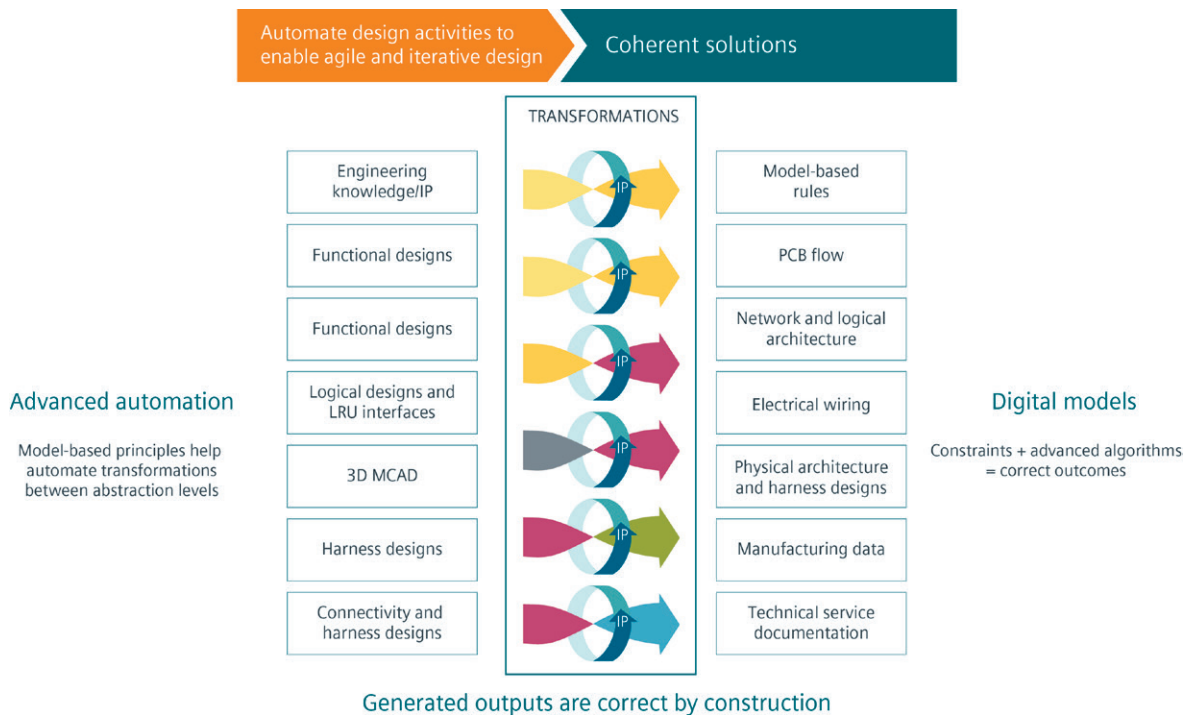 Automate design activities to
enable agile and iterative design
Coherent solutions
TRANSFORMATIONS
Engineering
knowledge/IP
IP
Model-based
rules
Functional designs
IP
PCB flow
Functional designs
IP
Network and logical
architecture
Logical designs and
LRU interfaces
IP
Electrical wiring
3D MCAD
IP
Physical architecture
and harness designs
Harness designs
IP
Manufacturing data
Connectivity and
harness designs
Technical service
documentation
Advanced automation
Model-based principles help
automate transformations
between abstraction levels
Digital models
Constraints + advanced algorithms
= correct outcomes
Generated outputs are correct by construction